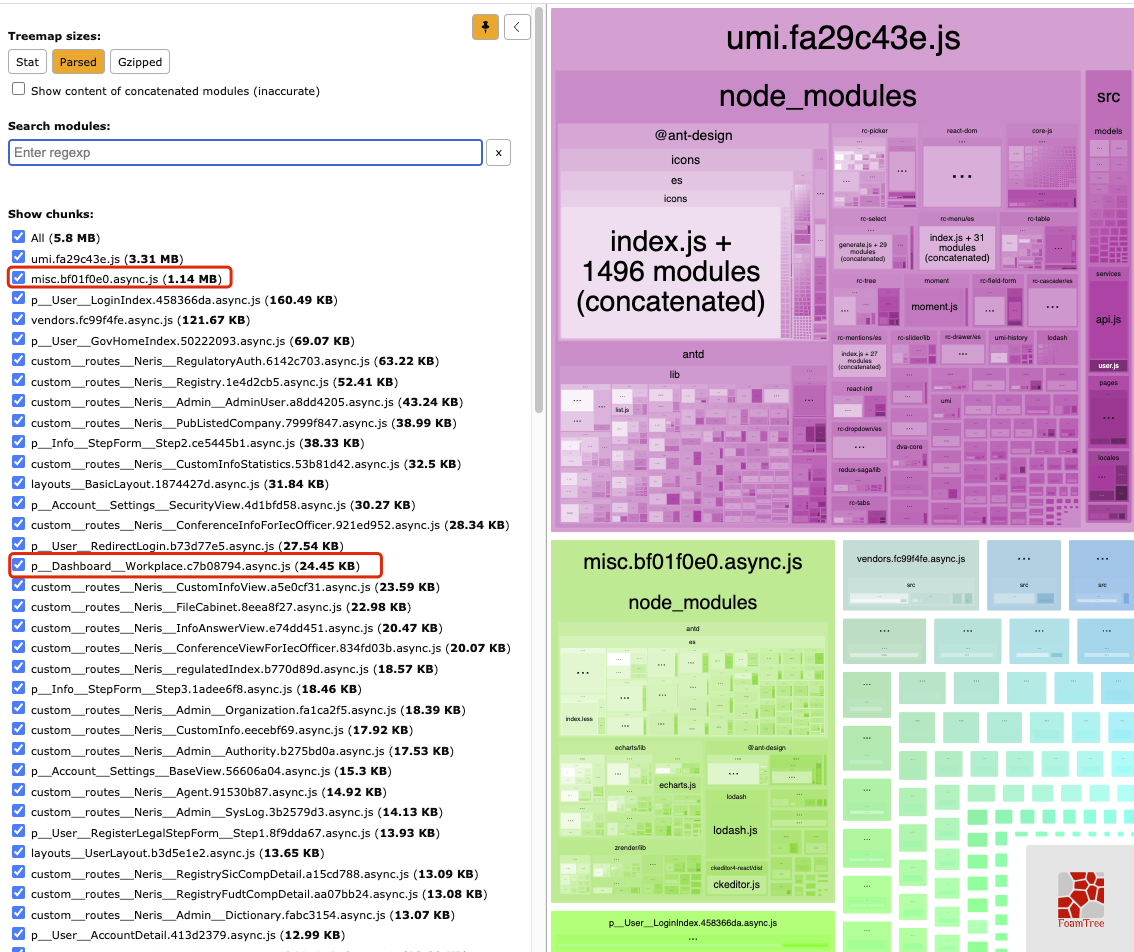 Treemap sizes:
Stat
Parsed
Gzipped
Show content of concatenated modules (inaccurate)
Search modules:
Enter regexp
x
Show chunks:
All (5.8 MB)
umi.fa29c43e.js (3.31 MB)
misc.bf01f0e0.async.js (1.14 MB)
p__User__LoginIndex.458366da.async.js (160.49 KB)
vendors.fc99f4fe.async.js (121.67 KB)
p__User__GovHomeIndex.50222093.async.js (69.07 KB)
custom__routes__Neris__RegulatoryAuth.6142c703.async.js (63.22 KB)
custom__routes__Neris__Registry.1e4d2cb5.async.js (52.41 KB)
custom__routes__Neris__Admin__AdminUser.a8dd4205.async.js (43.24 KB)
custom__routes__Neris__PubListedCompany.7999f847.async.js (38.99 KB)
p__Info__StepForm__Step2.ce5445b1.async.js (38.33 KB)
custom__routes__Neris__CustomInfoStatistics.53b81d42.async.js (32.5 KB)
layouts__BasicLayout.1874427d.async.js (31.84 KB)
p__Account__Settings__SecurityView.4d1bfd58.async.js (30.27 KB)
custom__routes__Neris__ConferenceInfoForIecOfficer.921ed952.async.js (28.34 KB)
p__User__RedirectLogin.b73d77e5.async.js (27.54 KB)
p__Dashboard__Workplace.c7b08794.async.js (24.45 KB)
custom__routes__Neris__CustomInfoView.a5e0cf31.async.js (23.59 KB)
custom__routes__Neris__FileCabinet.8eea8f27.async.js (22.98 KB)
custom__routes__Neris__InfoAnswerView.e74dd451.async.js (20.47 KB)
custom__routes__Neris__ConferenceViewForIecOfficer.834fd03b.async.js (20.07 KB)
custom__routes__Neris__regulatedIndex.b770d89d.async.js (18.57 KB)
p__Info__StepForm__Step3.1adee6f8.async.js (18.46 KB)
custom__routes__Neris__Admin__Organization.fa1ca2f5.async.js (18.39 KB)
custom__routes__Neris__CustomInfo.eecebf69.async.js (17.92 KB)
custom__routes__Neris__Admin__Authority.b275bd0a.async.js (17.53 KB)
p__Account__Settings__BaseView.56606a04.async.js (15.3 KB)
custom__routes__Neris__Agent.91530b87.async.js (14.92 KB)
custom__routes__Neris__Admin__SysLog.3b2579d3.async.js (14.13 KB)
p__User__RegisterLegalStepForm__Step1.8f9dda67.async.js (13.93 KB)
layouts__UserLayout.b3d5e1e2.async.js (13.65 KB)
custom__routes__Neris__RegistrySicCompDetail.a15cd788.async.js (13.09 KB)
custom__routes__Neris__RegistryFudtCompDetail.aa07bb24.async.js (13.08 KB)
custom__routes__Neris__Admin__Dictionary.fabc3154.async.js (13.07 KB)
p__User__AccountDetail.413d2379.async.js (12.99 KB)
umi.fa29c43e.js
node_modules
src
@ant-design
icons
es
icons
index.js +
1496 modules
(concatenated)
antd
lib
list.js
rc-picker
react-dom
core-js
rc-select
generate.js + 29
modules
(concatenated)
rc-menu/es
index.js + 31
modules
(concatenated)
rc-table
rc-tree
moment
moment.js
rc-field-form
rc-cascader/es
rc-mentions/es
index.js + 27
modules
(concatenated)
rc-slider/lib
rc-drawer/es
umi-history
lodash
react-intl
umi
rc-dropdown/es
dva-core
redux-saga/lib
rc-tabs
models
services
api.js
user.js
pages
locales
misc.bf01f0e0.async.js
node_modules
antd
es
index.less
echarts/lib
echarts.js
zrender/lib
@ant-design
lodash
lodash.js
ckeditor4-react/dist
ckeditor.js
vendors.fc99f4fe.async.js
src
src
src
p__User__LoginIndex.458366da.async.js
FoamTree